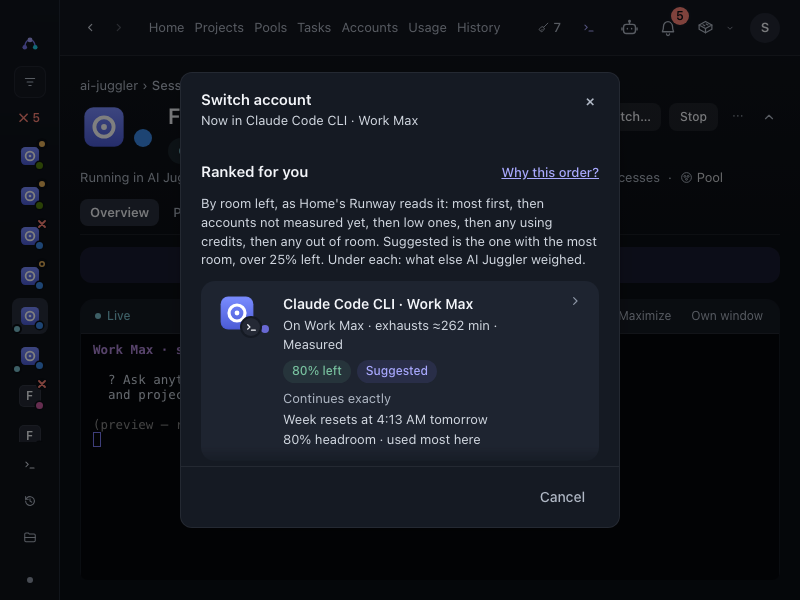 Home Projects Pools Tasks Accounts Usage History
7
5
S
5
ai-juggler › Sess
F
tch...
Stop
Running in AI Jug
cesses · Pool
Overview
P
Live
Maximize
Own window
Work Max · s
? Ask anyt
and projec
(preview — r
F
F
Switch account
Now in Claude Code CLI · Work Max
Ranked for you
Why this order?
By room left, as Home's Runway reads it: most first, then
accounts not measured yet, then low ones, then any using
credits, then any out of room. Suggested is the one with the most
room, over 25% left. Under each: what else AI Juggler weighed.
Claude Code CLI · Work Max
On Work Max · exhausts ≈262 min ·
Measured
80% left
Suggested
Continues exactly
Week resets at 4:13 AM tomorrow
80% headroom · used most here
Cancel